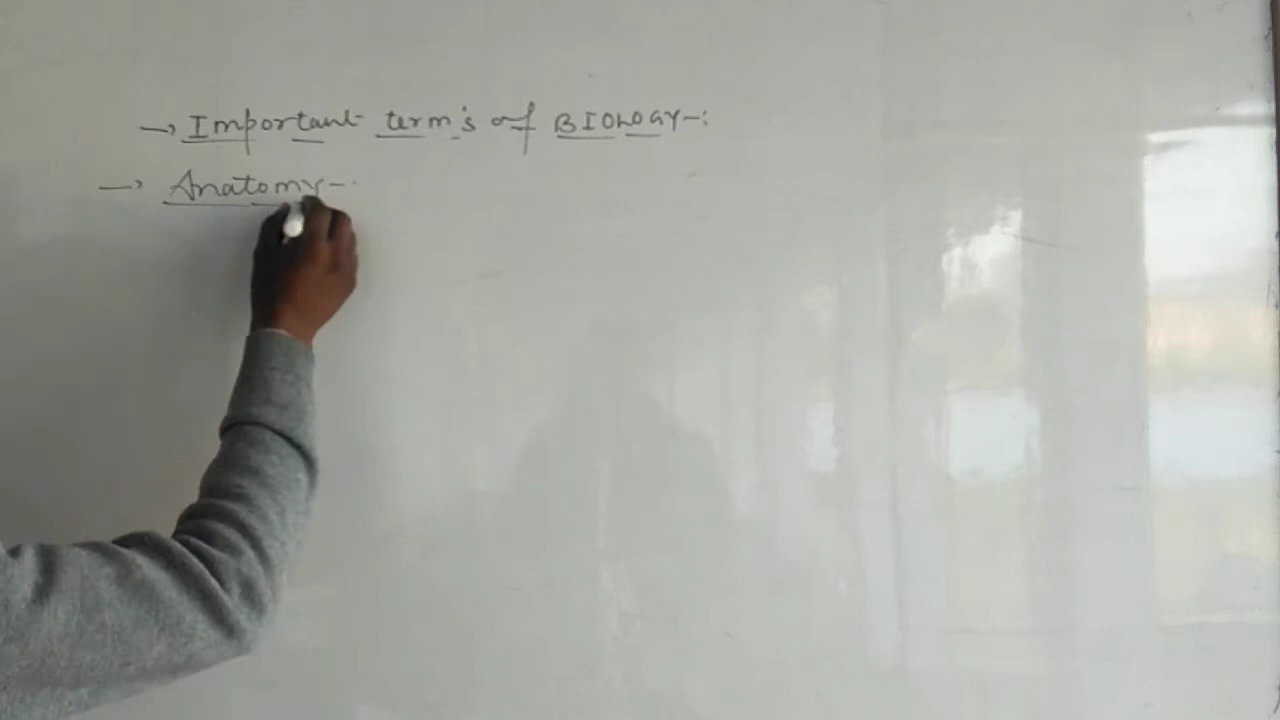 → Important term's of BIOLOGY-:
→ Anatomy-: